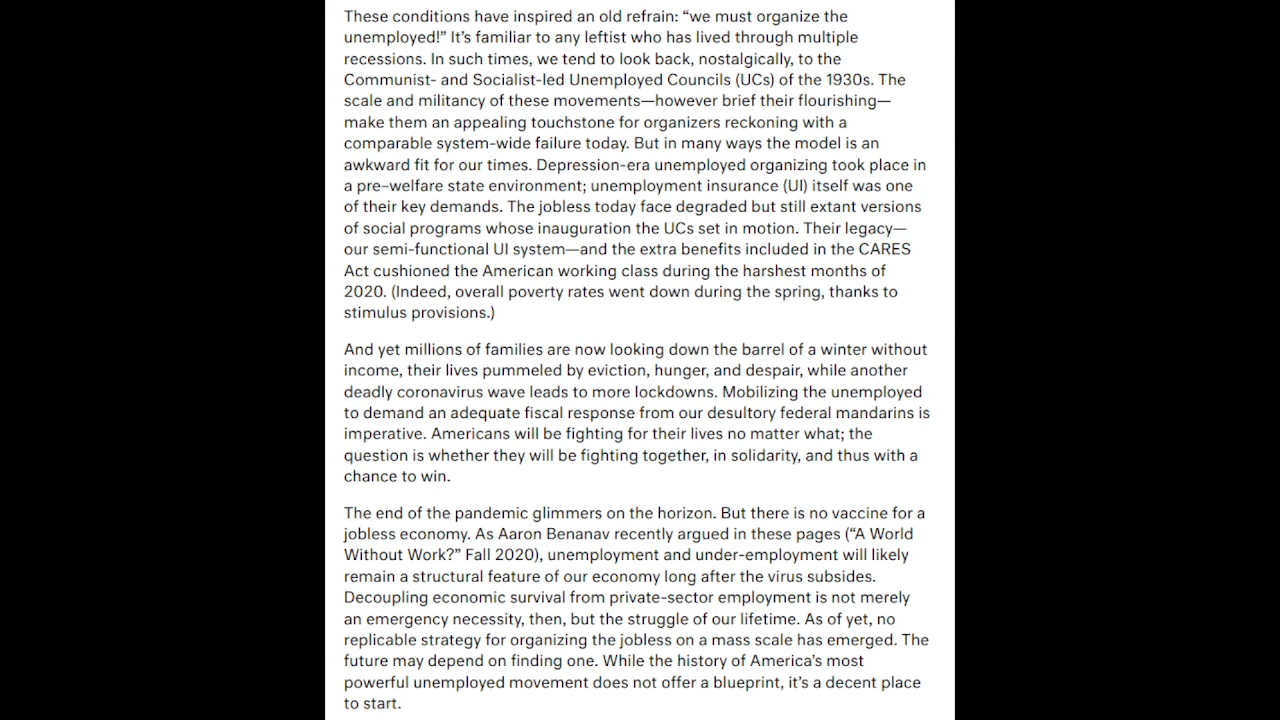 These conditions have inspired an old refrain: “we must organize the
unemployed!” It’s familiar to any leftist who has lived through multiple
recessions. In such times, we tend to look back, nostalgically, to the
Communist- and Socialist-led Unemployed Councils (UCs) of the 1930s. The
scale and militancy of these movements—however brief their flourishing—
make them an appealing touchstone for organizers reckoning with a
comparable system-wide failure today. But in many ways the model is an
awkward fit for our times. Depression-era unemployed organizing took place in
a pre–welfare state environment; unemployment insurance (UI) itself was one
of their key demands. The jobless today face degraded but still extant versions
of social programs whose inauguration the UCs set in motion. Their legacy—
our semi-functional UI system—and the extra benefits included in the CARES
Act cushioned the American working class during the harshest months of
2020. (Indeed, overall poverty rates went down during the spring, thanks to
stimulus provisions.)
And yet millions of families are now looking down the barrel of a winter without
income, their lives pummeled by eviction, hunger, and despair, while another
deadly coronavirus wave leads to more lockdowns. Mobilizing the unemployed
to demand an adequate fiscal response from our desultory federal mandarins is
imperative. Americans will be fighting for their lives no matter what; the
question is whether they will be fighting together, in solidarity, and thus with a
chance to win.
The end of the pandemic glimmers on the horizon. But there is no vaccine for a
jobless economy. As Aaron Benanav recently argued in these pages (“A World
Without Work?” Fall 2020), unemployment and under-employment will likely
remain a structural feature of our economy long after the virus subsides.
Decoupling economic survival from private-sector employment is not merely
an emergency necessity, then, but the struggle of our lifetime. As of yet, no
replicable strategy for organizing the jobless on a mass scale has emerged. The
future may depend on finding one. While the history of America’s most
powerful unemployed movement does not offer a blueprint, it’s a decent place
to start.